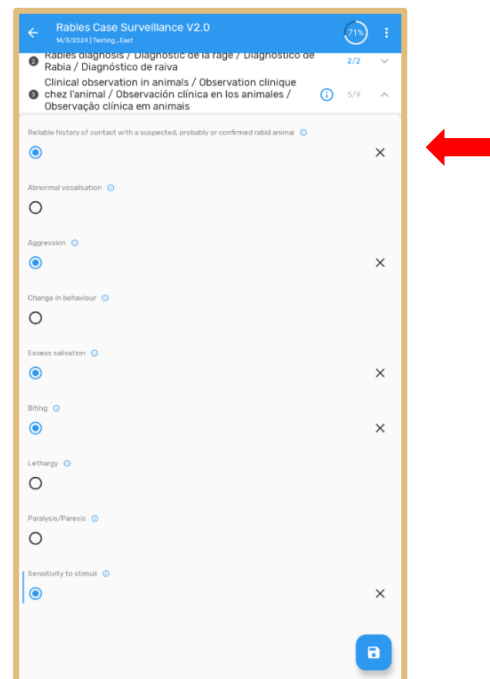 Rabies Case Surveillance V2.0
14/3/2024 | Testing_East
71%
2 Rabies diagnosis / Diagnostic de la rage / Diagnóstico de
Rabia / Diagnóstico de raiva
2/2
Clinical observation in animals / Observation clinique
3 chez l'animal / Observación clínica en los animales /
Observação clínica em animais
5/9
Reliable history of contact with a suspected, probably or confirmed rabid animal
Abnormal vocalisation
Aggression
Change in behaviour
Excess salivation
Biting
Lethargy
Paralysis/Paresis
Sensitivity to stimuli